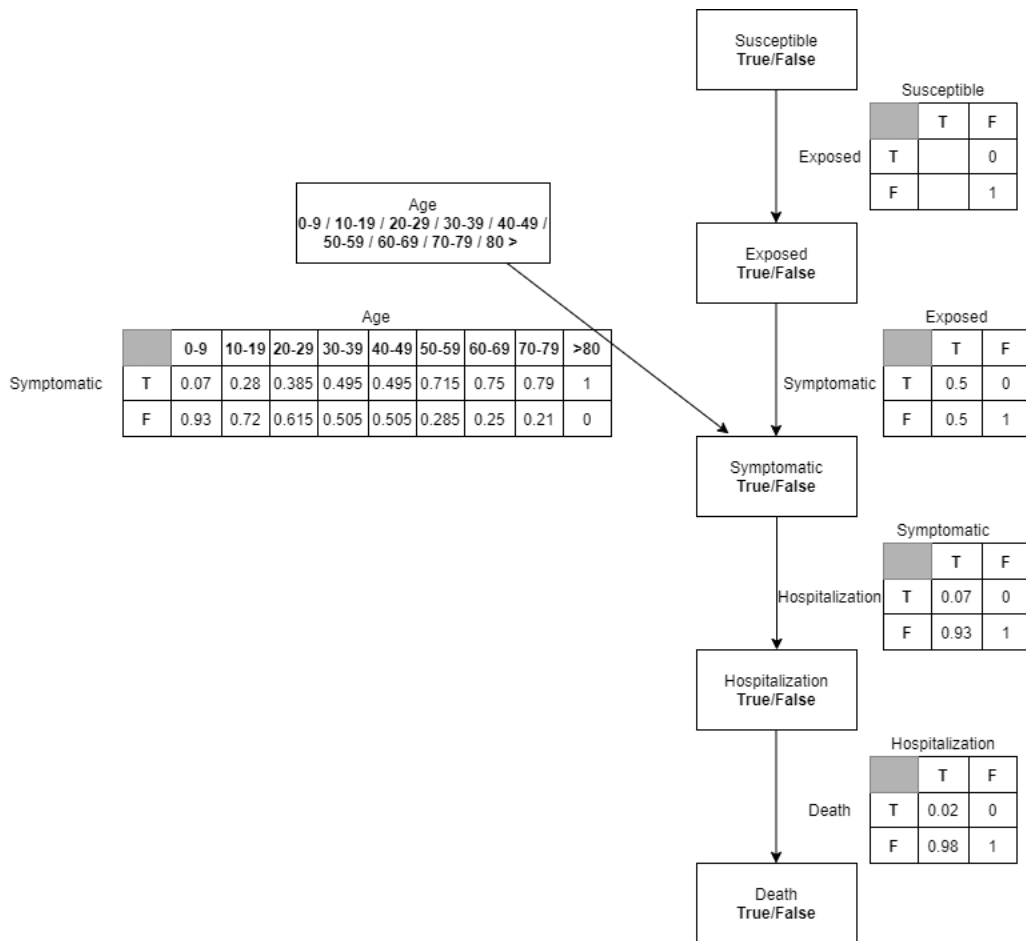 Susceptible
True/False
Susceptible
T F
Exposed T 0
F 1
Age
0-9 / 10-19 / 20-29 / 30-39 / 40-49 /
50-59 / 60-69 / 70-79 / 80 >
Exposed
True/False
Age
0-9 10-19 20-29 30-39 40-49 50-59 60-69 70-79 >80
Symptomatic T 0.07 0.28 0.385 0.495 0.495 0.715 0.75 0.79 1
F 0.93 0.72 0.615 0.505 0.505 0.285 0.25 0.21 0
Exposed
T F
Symptomatic T 0.5 0
F 0.5 1
Symptomatic
True/False
Symptomatic
T F
Hospitalization T 0.07 0
F 0.93 1
Hospitalization
True/False
Hospitalization
T F
Death T 0.02 0
F 0.98 1
Death
True/False